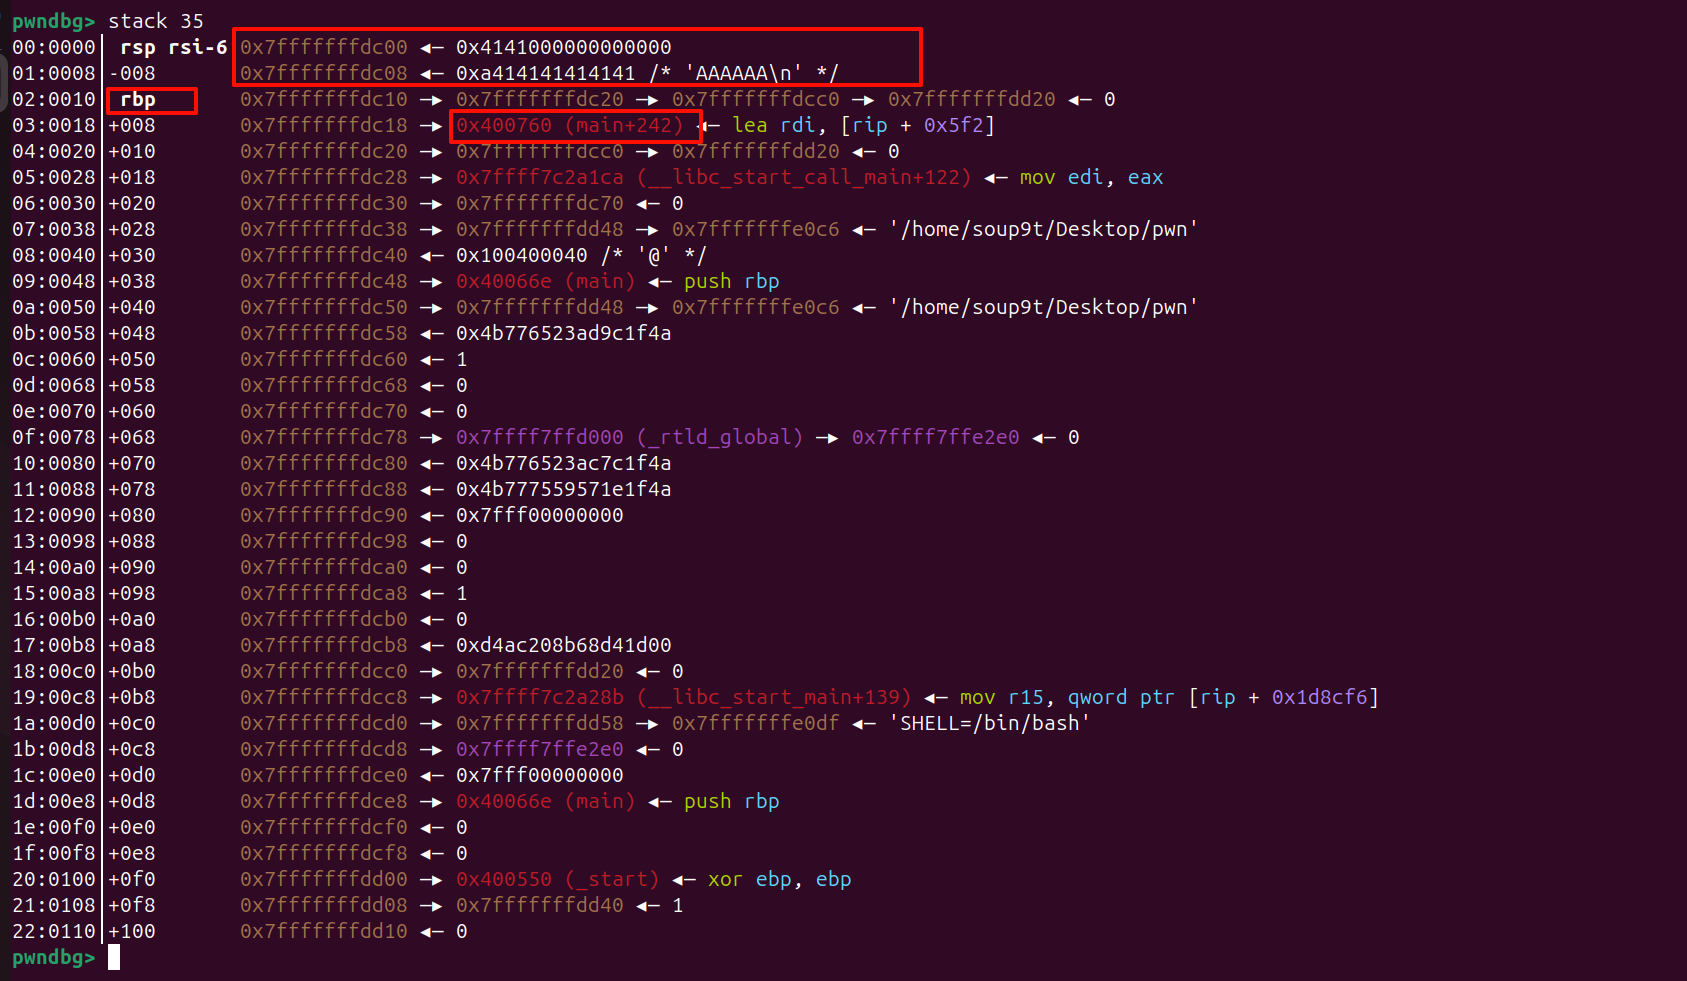 pwndbg> stack 35
00:0000│ rsp rsi-6 0x7fffffffdc00 ◂— 0x4141000000000000
01:0008│-008 0x7fffffffdc08 ◂— 0xa414141414141 /* 'AAAAAA\n' */
02:0010│ rbp 0x7fffffffdc10 —▸ 0x7fffffffdc20 —▸ 0x7fffffffdcc0 —▸ 0x7fffffffdd20 ◂— 0
03:0018│+008 0x7fffffffdc18 —▸ 0x400760 (main+242) ◂— lea rdi, [rip + 0x5f2]
04:0020│+010 0x7fffffffdc20 —▸ 0x7fffffffdcc0 —▸ 0x7fffffffdd20 ◂— 0
05:0028│+018 0x7fffffffdc28 —▸ 0x7ffff7c2a1ca (__libc_start_call_main+122) ◂— mov edi, eax
06:0030│+020 0x7fffffffdc30 —▸ 0x7fffffffdc70 ◂— 0
07:0038│+028 0x7fffffffdc38 —▸ 0x7fffffffdd48 —▸ 0x7fffffffe0c6 ◂— '/home/soup9t/Desktop/pwn'
08:0040│+030 0x7fffffffdc40 ◂— 0x100400040 /* '@' */
09:0048│+038 0x7fffffffdc48 —▸ 0x40066e (main) ◂— push rbp
0a:0050│+040 0x7fffffffdc50 —▸ 0x7fffffffdd48 —▸ 0x7fffffffe0c6 ◂— '/home/soup9t/Desktop/pwn'
0b:0058│+048 0x7fffffffdc58 ◂— 0x4b776523ad9c1f4a
0c:0060│+050 0x7fffffffdc60 ◂— 1
0d:0068│+058 0x7fffffffdc68 ◂— 0
0e:0070│+060 0x7fffffffdc70 ◂— 0
0f:0078│+068 0x7fffffffdc78 —▸ 0x7ffff7ffd000 (_rtld_global) —▸ 0x7ffff7ffe2e0 ◂— 0
10:0080│+070 0x7fffffffdc80 ◂— 0x4b776523ac7c1f4a
11:0088│+078 0x7fffffffdc88 ◂— 0x4b777559571e1f4a
12:0090│+080 0x7fffffffdc90 ◂— 0x7fff00000000
13:0098│+088 0x7fffffffdc98 ◂— 0
14:00a0│+090 0x7fffffffdca0 ◂— 0
15:00a8│+098 0x7fffffffdca8 ◂— 1
16:00b0│+0a0 0x7fffffffdcb0 ◂— 0
17:00b8│+0a8 0x7fffffffdcb8 ◂— 0xd4ac208b68d41d00
18:00c0│+0b0 0x7fffffffdcc0 —▸ 0x7fffffffdd20 ◂— 0
19:00c8│+0b8 0x7fffffffdcc8 —▸ 0x7ffff7c2a28b (__libc_start_main+139) ◂— mov r15, qword ptr [rip + 0x1d8cf6]
1a:00d0│+0c0 0x7fffffffdcd0 —▸ 0x7fffffffdd58 —▸ 0x7fffffffe0df ◂— 'SHELL=/bin/bash'
1b:00d8│+0c8 0x7fffffffdcd8 —▸ 0x7ffff7ffe2e0 ◂— 0
1c:00e0│+0d0 0x7fffffffdce0 ◂— 0x7fff00000000
1d:00e8│+0d8 0x7fffffffdce8 —▸ 0x40066e (main) ◂— push rbp
1e:00f0│+0e0 0x7fffffffdcf0 ◂— 0
1f:00f8│+0e8 0x7fffffffdcf8 ◂— 0
20:0100│+0f0 0x7fffffffdd00 —▸ 0x400550 (_start) ◂— xor ebp, ebp
21:0108│+0f8 0x7fffffffdd08 —▸ 0x7fffffffdd40 ◂— 1
22:0110│+100 0x7fffffffdd10 ◂— 0
pwndbg>